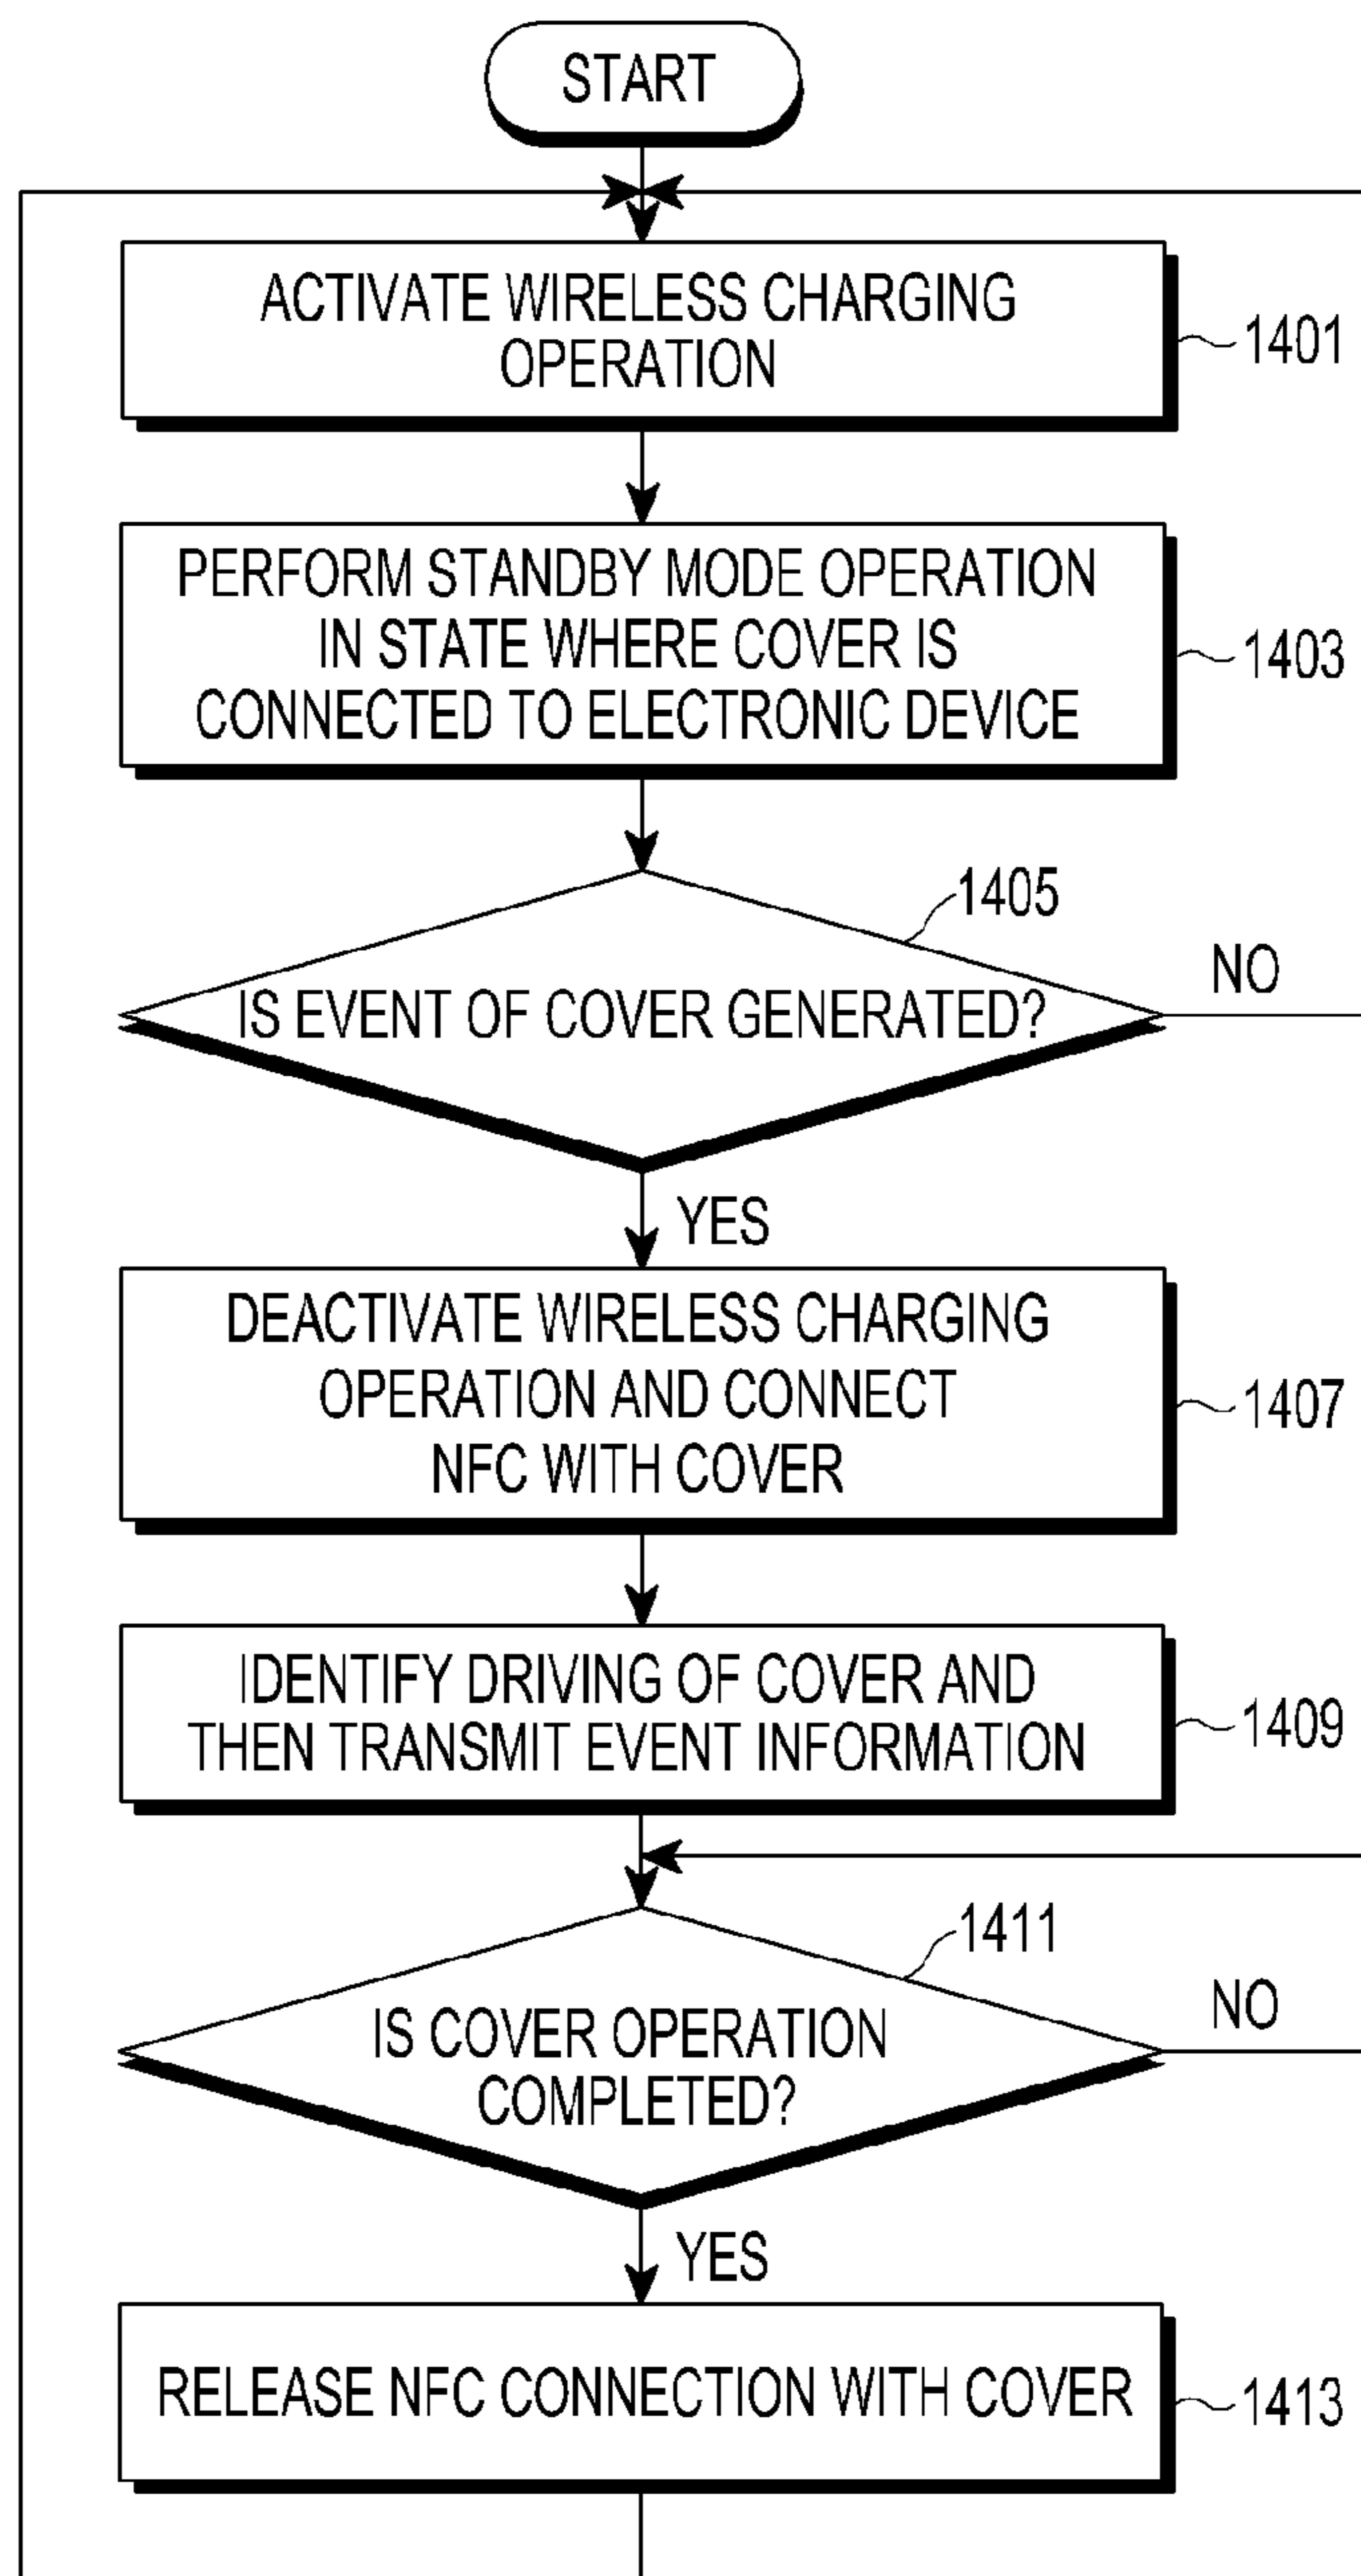 START
ACTIVATE WIRELESS CHARGING
OPERATION
1401
PERFORM STANDBY MODE OPERATION
IN STATE WHERE COVER IS
CONNECTED TO ELECTRONIC DEVICE
1403
1405
NO
IS EVENT OF COVER GENERATED?
YES
DEACTIVATE WIRELESS CHARGING
OPERATION AND CONNECT
NFC WITH COVER
1407
IDENTIFY DRIVING OF COVER AND
THEN TRANSMIT EVENT INFORMATION
1409
1411
NO
IS COVER OPERATION
COMPLETED?
YES
RELEASE NFC CONNECTION WITH COVER
1413